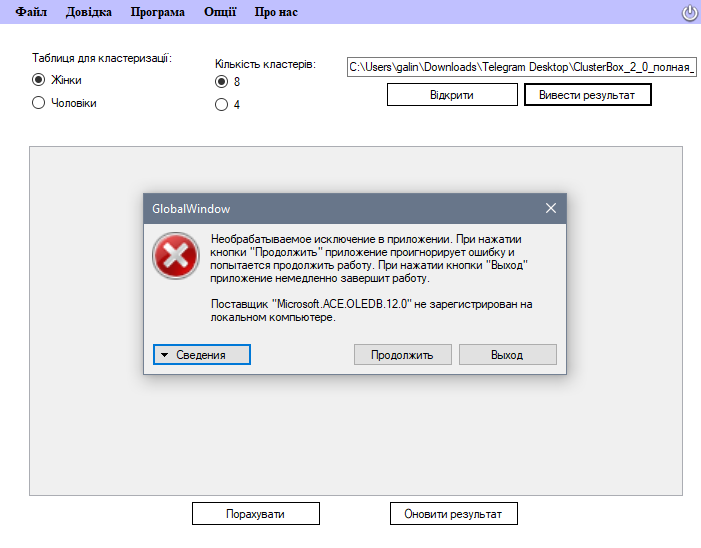 Файл Довідка Програма Опції Про нас
Таблиця для кластеризації:
Жінки
Чоловіки
Кількість кластерів:
8
4
C:\Users\galin\Downloads\Telegram Desktop\ClusterBox_2_0_полная_
Відкрити Вивести результат
GlobalWindow
Необрабатываемое исключение в приложении. При нажатии
кнопки "Продолжить" приложение проигнорирует ошибку и
попытается продолжить работу. При нажатии кнопки "Выход"
приложение немедленно завершит работу.
Поставщик "Microsoft.ACE.OLEDB.12.0" не зарегистрирован на
локальном компьютере.
Сведения Продолжить Выход
Порахувати Оновити результат